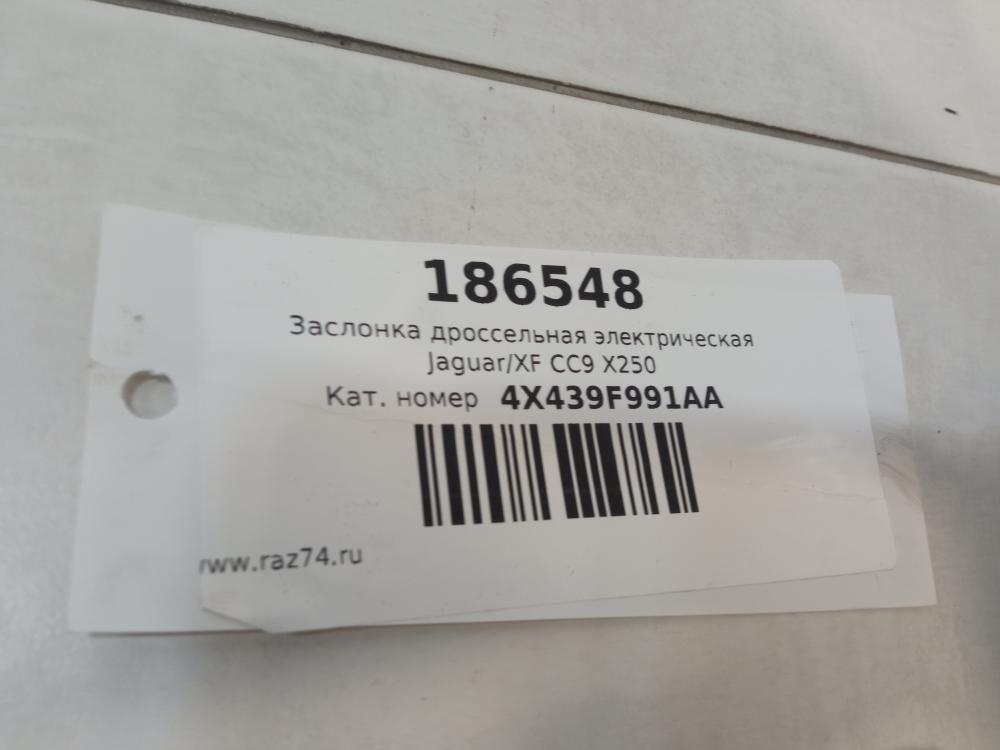 186548
Заслонка дроссельная электрическая
Jaguar/XF CC9 X250
Кат. номер 4X439F991AA
www.raz74.ru